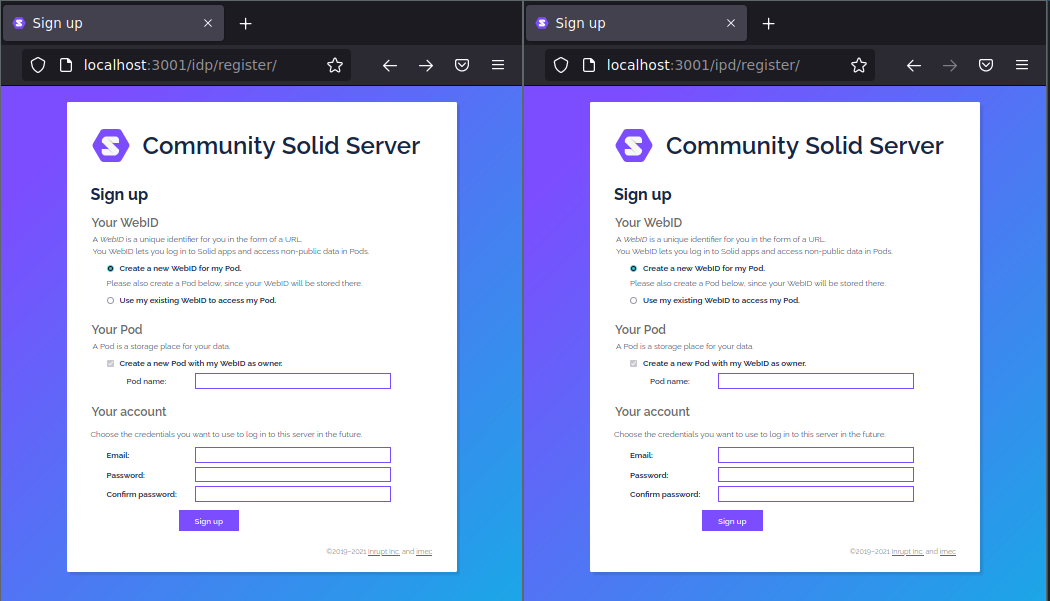 Sign up
localhost:3001/idp/register/
Community Solid Server
Sign up
Your WebID
A WebID is a unique identifier for you in the form of a URL.
You WebID lets you log in to Solid apps and access non-public data in Pods.
Create a new WebID for my Pod.
Please also create a Pod below, since your WebID will be stored there.
Use my existing WebID to access my Pod.
Your Pod
A Pod is a storage place for your data.
Create a new Pod with my WebID as owner.
Pod name:
Your account
Choose the credentials you want to use to log in to this server in the future.
Email:
Password:
Confirm password:
Sign up
©2019–2021 Inrupt Inc. and imec
Sign up
localhost:3001/ipd/register/
Community Solid Server
Sign up
Your WebID
A WebID is a unique identifier for you in the form of a URL.
You WebID lets you log in to Solid apps and access non-public data in Pods.
Create a new WebID for my Pod.
Please also create a Pod below, since your WebID will be stored there.
Use my existing WebID to access my Pod.
Your Pod
A Pod is a storage place for your data.
Create a new Pod with my WebID as owner.
Pod name:
Your account
Choose the credentials you want to use to log in to this server in the future.
Email:
Password:
Confirm password:
Sign up
©2019–2021 Inrupt Inc. and imec